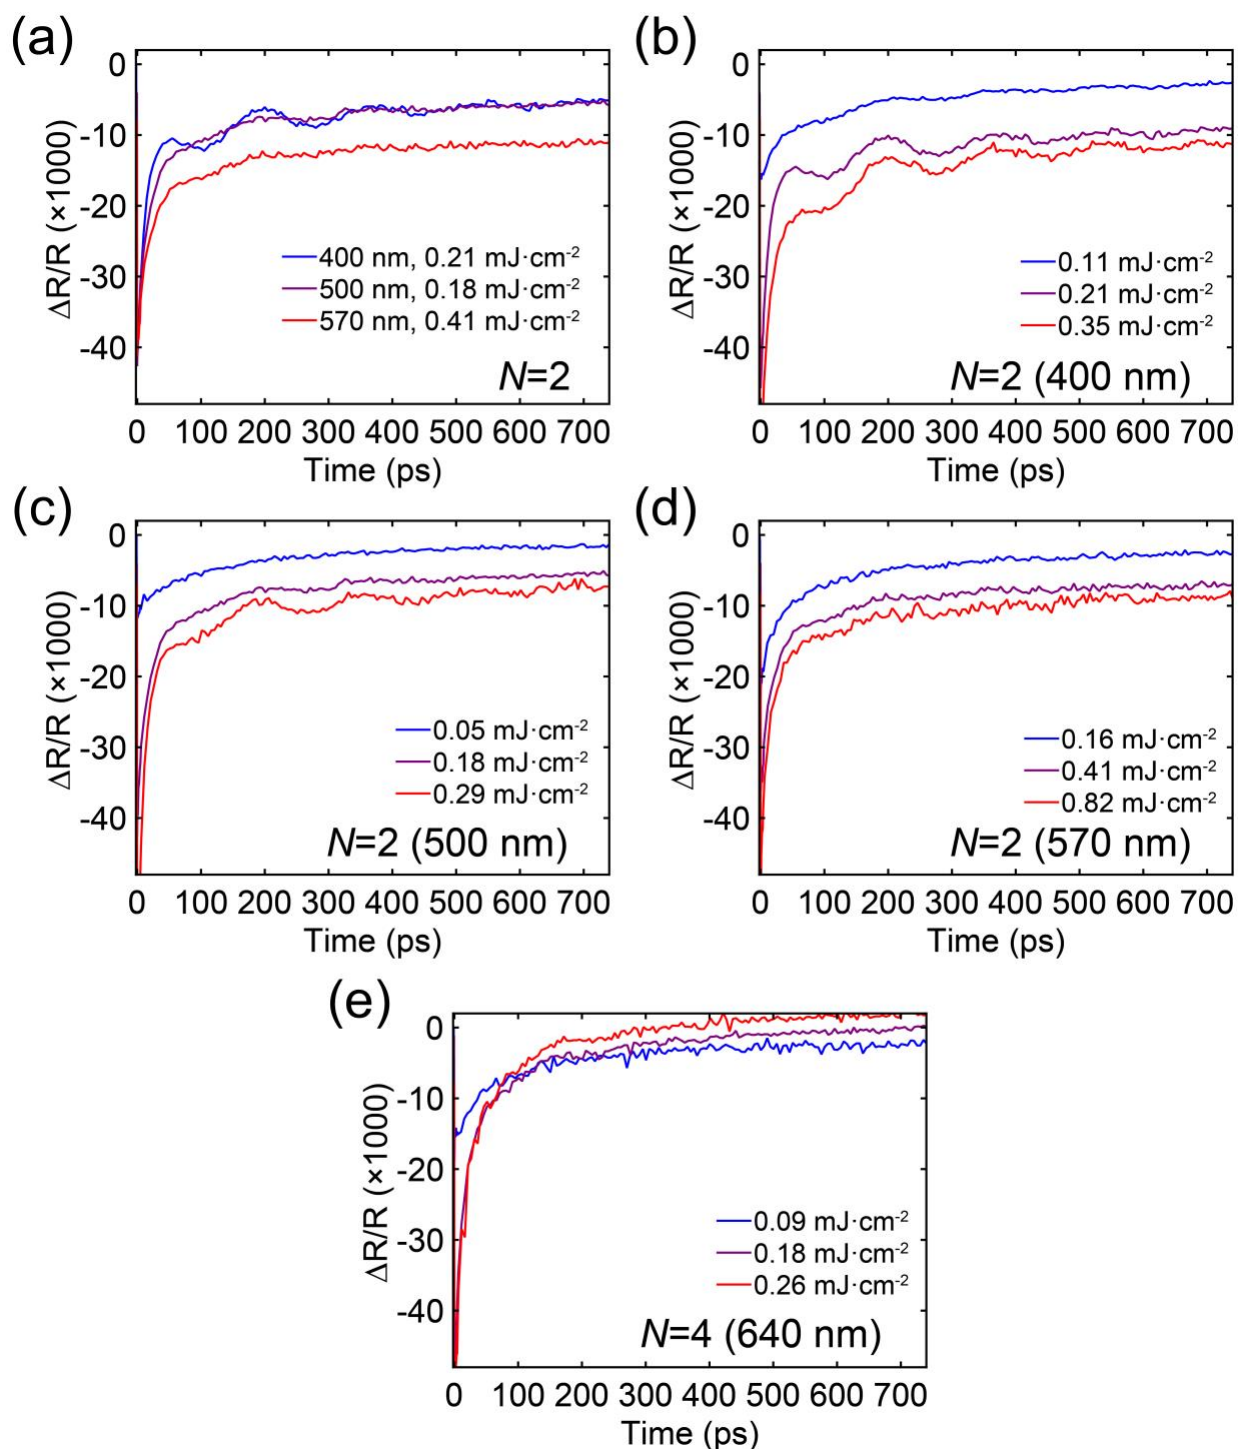 (a)
0
-10
-20
-30
-40
ΔR/R (×1000)
400 nm, 0.21 mJ·cm⁻²
500 nm, 0.18 mJ·cm⁻²
570 nm, 0.41 mJ·cm⁻²
N=2
0 100 200 300 400 500 600 700
Time (ps)
(b)
0
-10
-20
-30
-40
ΔR/R (×1000)
0.11 mJ·cm⁻²
0.21 mJ·cm⁻²
0.35 mJ·cm⁻²
N=2 (400 nm)
0 100 200 300 400 500 600 700
Time (ps)
(c)
0
-10
-20
-30
-40
ΔR/R (×1000)
0.05 mJ·cm⁻²
0.18 mJ·cm⁻²
0.29 mJ·cm⁻²
N=2 (500 nm)
0 100 200 300 400 500 600 700
Time (ps)
(d)
0
-10
-20
-30
-40
ΔR/R (×1000)
0.16 mJ·cm⁻²
0.41 mJ·cm⁻²
0.82 mJ·cm⁻²
N=2 (570 nm)
0 100 200 300 400 500 600 700
Time (ps)
(e)
0
-10
-20
-30
-40
ΔR/R (×1000)
0.09 mJ·cm⁻²
0.18 mJ·cm⁻²
0.26 mJ·cm⁻²
N=4 (640 nm)
0 100 200 300 400 500 600 700
Time (ps)